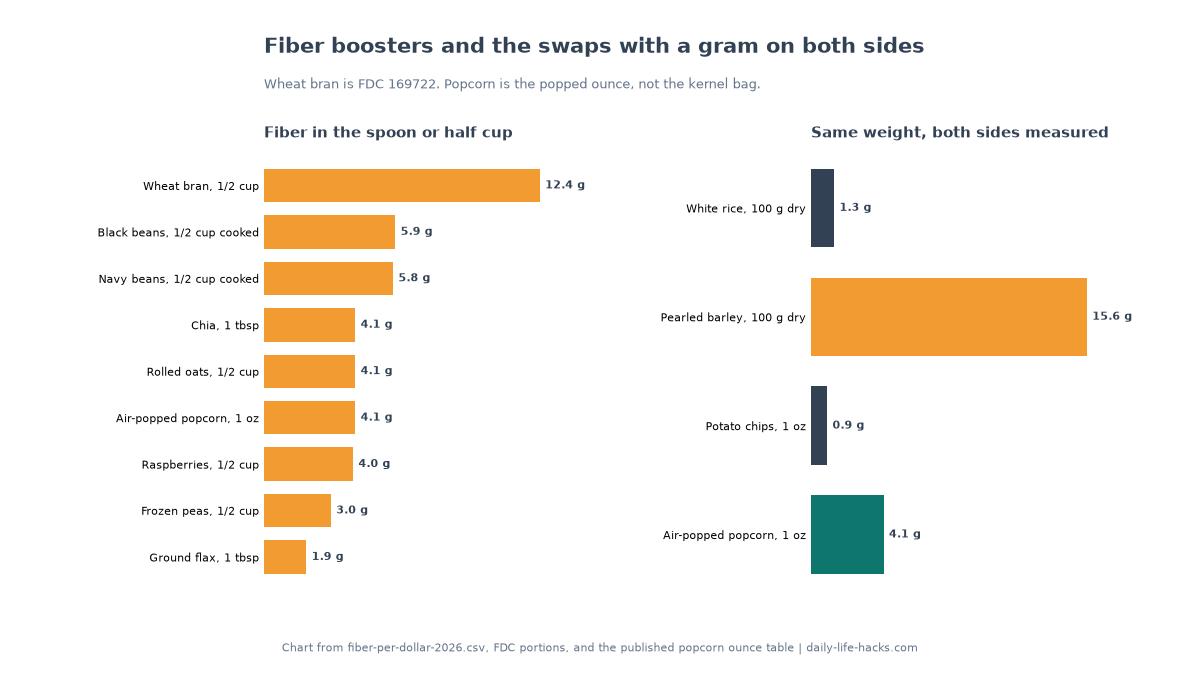 Fiber boosters and the swaps with a gram on both sides
Wheat bran is FDC 169722. Popcorn is the popped ounce, not the kernel bag.
Fiber in the spoon or half cup
Wheat bran, 1/2 cup 12.4 g
Black beans, 1/2 cup cooked 5.9 g
Navy beans, 1/2 cup cooked 5.8 g
Chia, 1 tbsp 4.1 g
Rolled oats, 1/2 cup 4.1 g
Air-popped popcorn, 1 oz 4.1 g
Raspberries, 1/2 cup 4.0 g
Frozen peas, 1/2 cup 3.0 g
Ground flax, 1 tbsp 1.9 g
Same weight, both sides measured
White rice, 100 g dry 1.3 g
Pearled barley, 100 g dry 15.6 g
Potato chips, 1 oz 0.9 g
Air-popped popcorn, 1 oz 4.1 g
Chart from fiber-per-dollar-2026.csv, FDC portions, and the published popcorn ounce table | daily-life-hacks.com